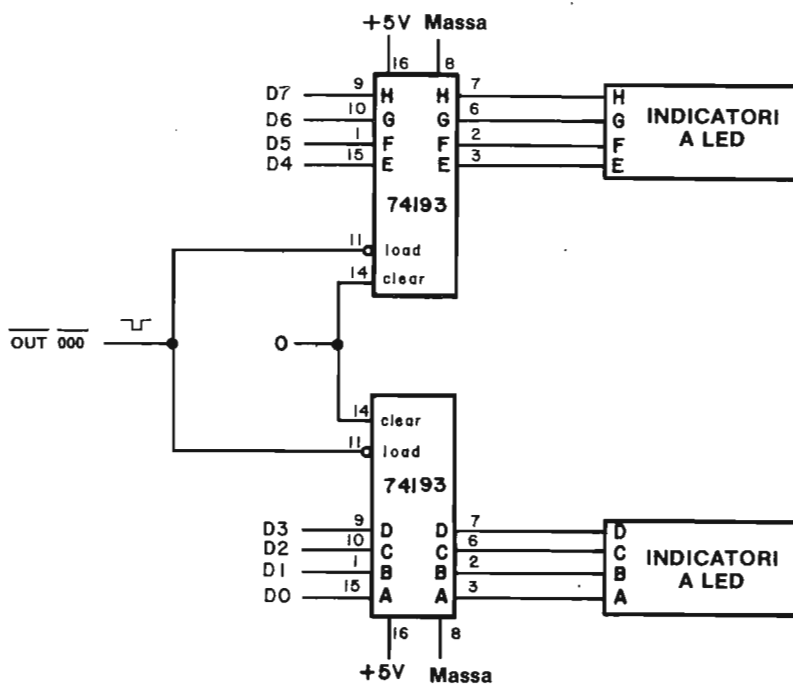 +5V Massa
16 8
D7 9 H H 7 H
D6 10 G G 6 G
D5 1 F F 2 F
D4 15 E E 3 E
INDICATORI
A LED
74193
11 load
14 clear
OUT 000
0
14 clear
11 load
74193
D3 9 D D 7 D
D2 10 C C 6 C
D1 1 B B 2 B
D0 15 A A 3 A
INDICATORI
A LED
16 8
+5V Massa